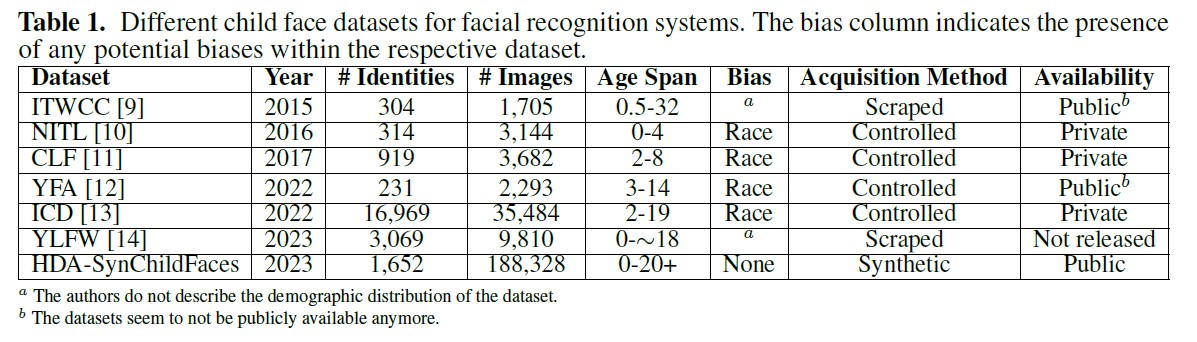 Table 1. Different child face datasets for facial recognition systems. The bias column indicates the presence
of any potential biases within the respective dataset.
Dataset Year # Identities # Images Age Span Bias Acquisition Method Availability
ITWCC [9] 2015 304 1,705 0.5-32 a Scraped Public b
NITL [10] 2016 314 3,144 0-4 Race Controlled Private
CLF [11] 2017 919 3,682 2-8 Race Controlled Private
YFA [12] 2022 231 2,293 3-14 Race Controlled Public b
ICD [13] 2022 16,969 35,484 2-19 Race Controlled Private
YLFW [14] 2023 3,069 9,810 0-~18 a Scraped Not released
HDA-SynChildFaces 2023 1,652 188,328 0-20+ None Synthetic Public
a The authors do not describe the demographic distribution of the dataset.
b The datasets seem to not be publicly available anymore.